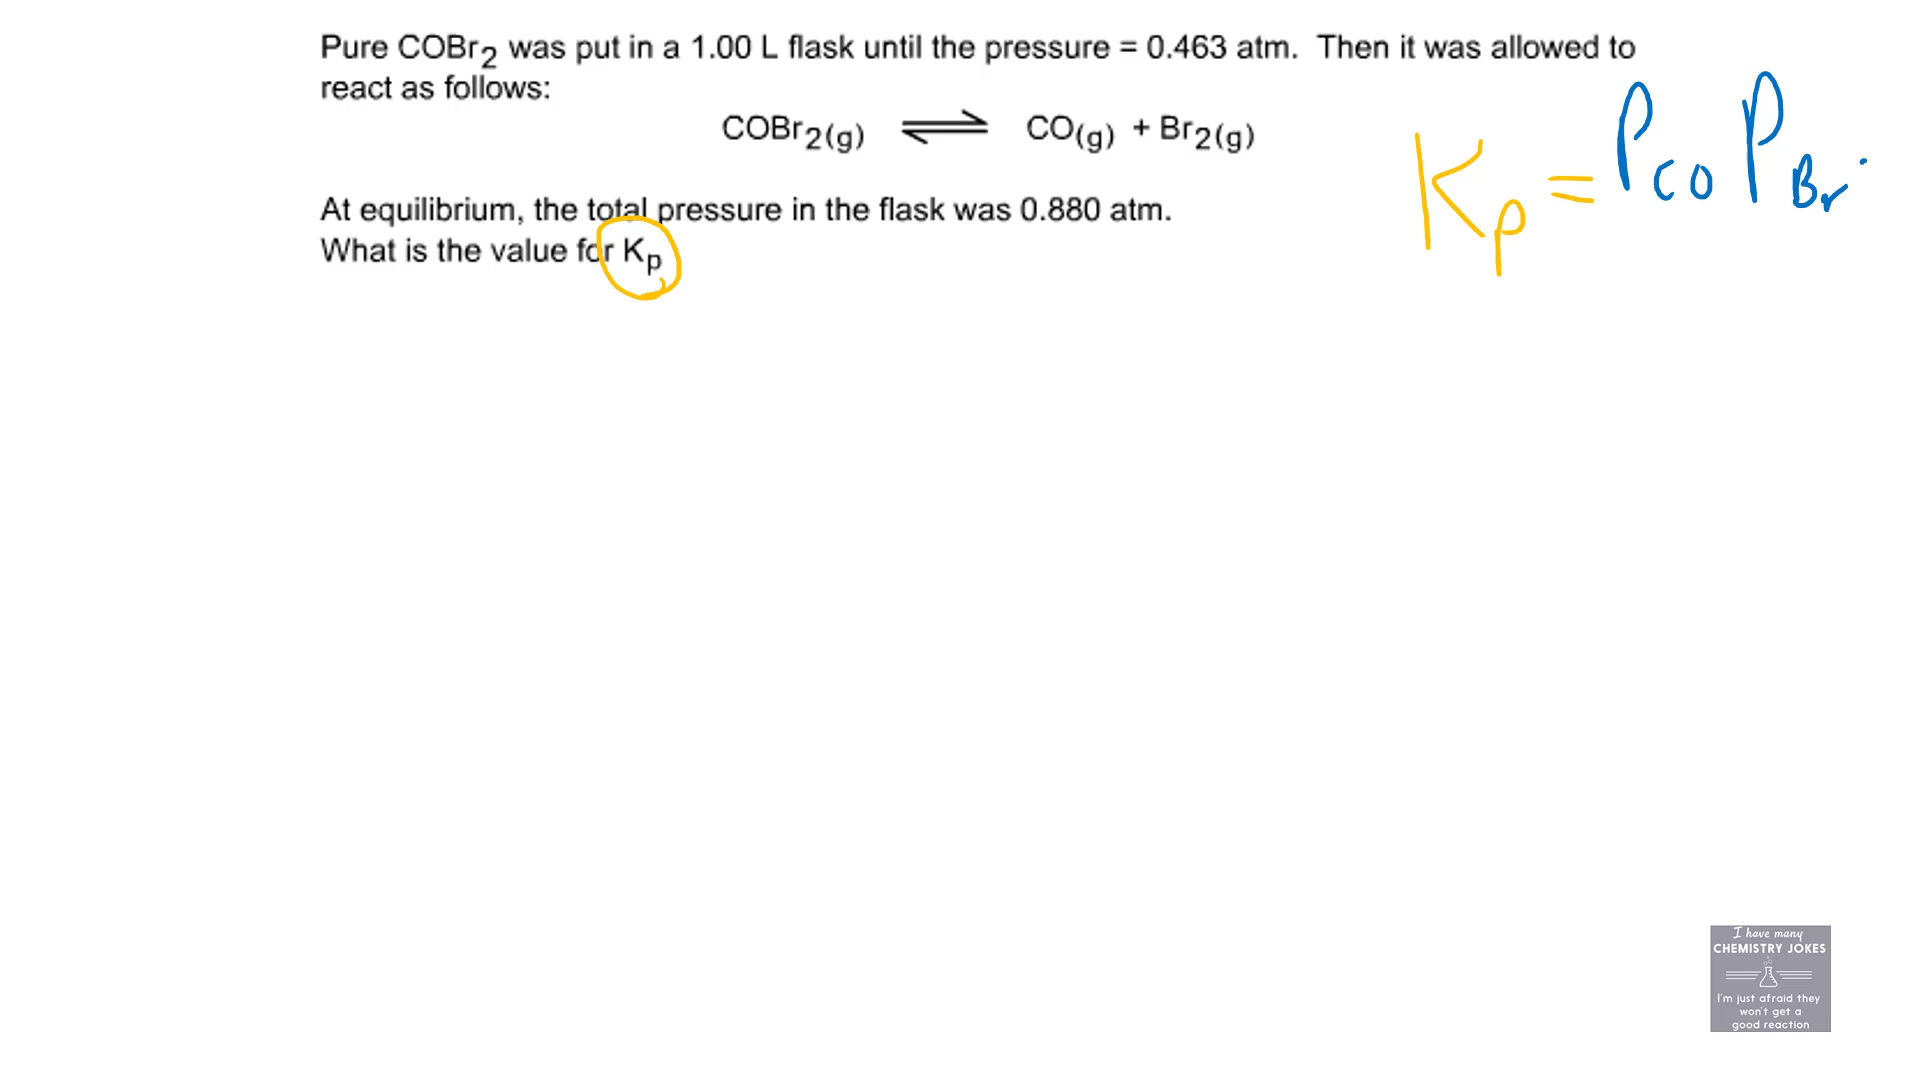 Pure COBr2 was put in a 1.00 L flask until the pressure = 0.463 atm. Then it was allowed to
react as follows:
COBr2(g) ⇌ CO(g) + Br2(g)
Kp = PCO PBr
At equilibrium, the total pressure in the flask was 0.880 atm.
What is the value for Kp
I have many
CHEMISTRY JOKES
I'm just afraid they
won't get a
good reaction